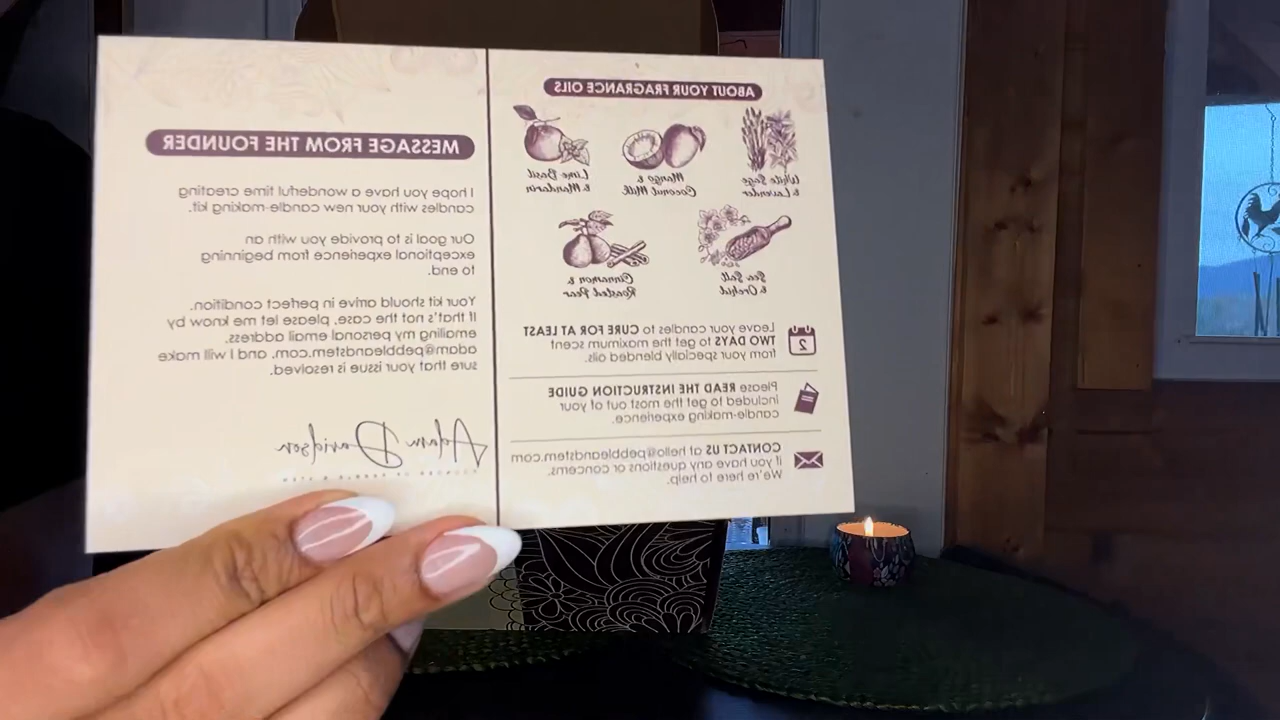 ABOUT YOUR FRAGRANCE OILS
White Sage
& Lavender
Mango &
Coconut Milk
Lime Basil
& Mandarin
Sea Salt
& Orchid
Cinnamon &
Roasted Pear
2
Leave your candles to CURE FOR AT LEAST
TWO DAYS to get the maximum scent
from your specially blended oils.
Please READ THE INSTRUCTION GUIDE
included to get the most out of your
candle-making experience.
CONTACT US at hello@pebbleandstem.com
if you have any questions or concerns.
We're here to help.
MESSAGE FROM THE FOUNDER
I hope you have a wonderful time creating
candles with your new candle-making kit.
Our goal is to provide you with an
exceptional experience from beginning
to end.
Your kit should arrive in perfect condition.
If that's not the case, please let me know by
emailing my personal email address,
adam@pebbleandstem.com, and I will make
sure that your issue is resolved.
Adam Davidson
FOUNDER OF PEBBLE & STEM